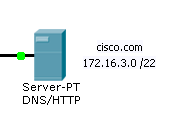 cisco.com
172.16.3.0 /22
Server-PT
DNS/HTTP